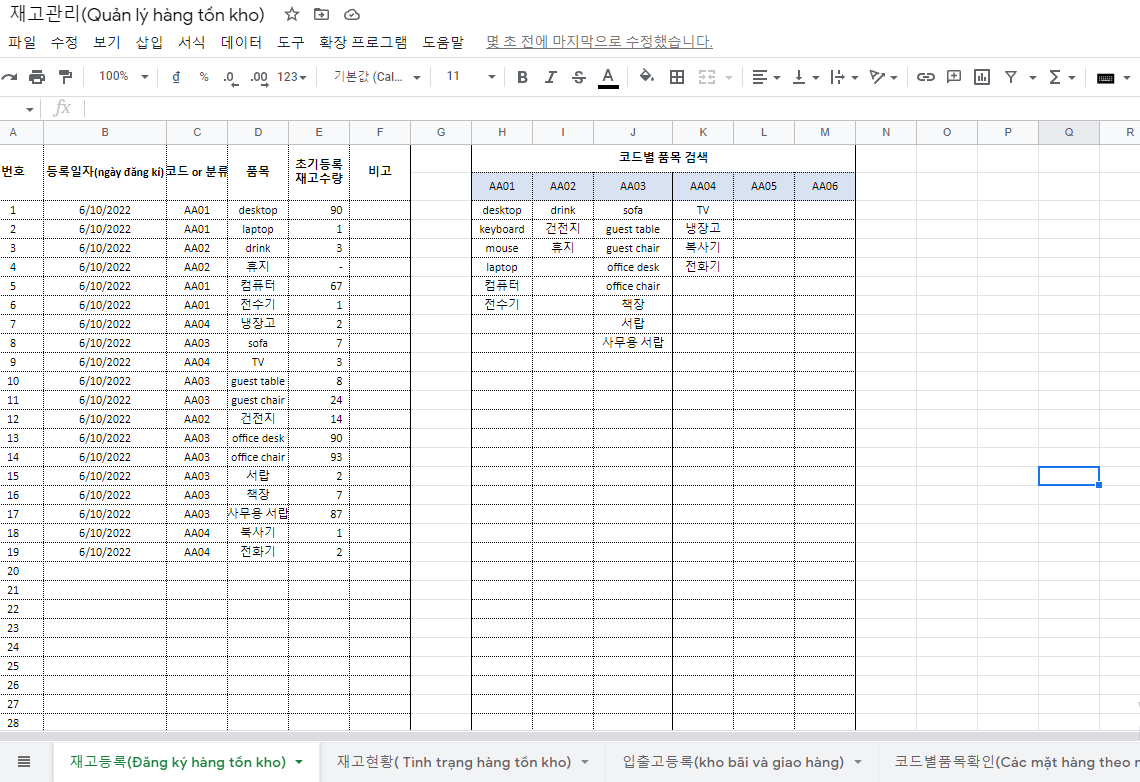 재고관리(Quản lý hàng tồn kho)
파일 수정 보기 삽입 서식 데이터 도구 확장 프로그램 도움말 몇 초 전에 마지막으로 수정했습니다.
100% ₫ % .0 .00 123 기본값 (Cal... 11 B I S A
fx
A B C D E F G H I J K L M N O P Q R
번호 등록일자(ngày đăng kí) 코드 or 분류 품목 초기등록 재고수량 비고 코드별 품목 검색
AA01 AA02 AA03 AA04 AA05 AA06
1 6/10/2022 AA01 desktop 90 desktop drink sofa TV
2 6/10/2022 AA01 laptop 1 keyboard 건전지 guest table 냉장고
3 6/10/2022 AA02 drink 3 mouse 휴지 guest chair 복사기
4 6/10/2022 AA02 휴지 - laptop office desk 전화기
5 6/10/2022 AA01 컴퓨터 67 컴퓨터 office chair
6 6/10/2022 AA01 전수기 1 전수기 책장
7 6/10/2022 AA04 냉장고 2 서랍
8 6/10/2022 AA03 sofa 7 사무용 서랍
9 6/10/2022 AA04 TV 3
10 6/10/2022 AA03 guest table 8
11 6/10/2022 AA03 guest chair 24
12 6/10/2022 AA02 건전지 14
13 6/10/2022 AA03 office desk 90
14 6/10/2022 AA03 office chair 93
15 6/10/2022 AA03 서랍 2
16 6/10/2022 AA03 책장 7
17 6/10/2022 AA03 사무용 서랍 87
18 6/10/2022 AA04 복사기 1
19 6/10/2022 AA04 전화기 2
20
21
22
23
24
25
26
27
28
재고등록(Đăng ký hàng tồn kho) 재고현황( Tình trạng hàng tồn kho) 입출고등록(kho bãi và giao hàng) 코드별품목확인(Các mặt hàng theo